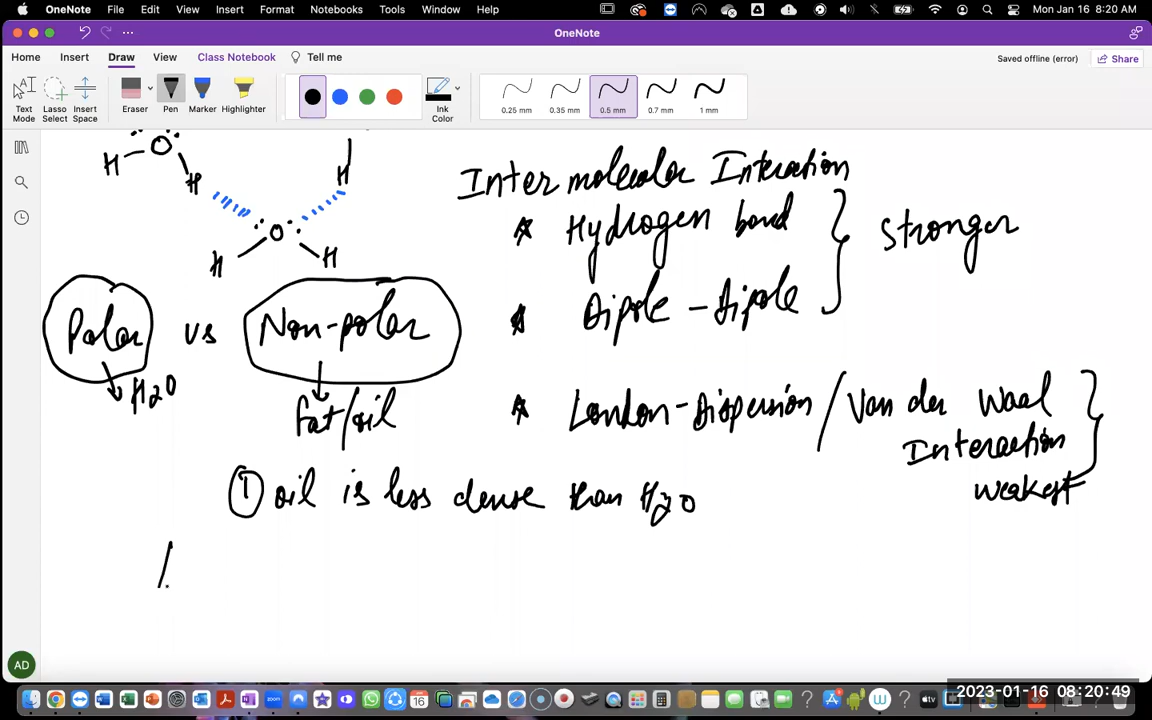 OneNote File Edit View Insert Format Notebooks Tools Window Help Mon Jan 16 8:20 AM
OneNote
Home Insert Draw View Class Notebook Tell me Saved offline (error) Share
Text Mode Lasso Select Insert Space Eraser Pen Marker Highlighter Ink Color 0.25 mm 0.35 mm 0.5 mm 0.7 mm 1 mm
H O
H
H
O
H H
Intermolecular Interaction
Hydrogen bond
stronger
Dipole-Dipole
Polar vs Non-polar
H2O
fat/oil
London-Dispersion/Van der Waal
Interaction
weakest
① oil is less dense than H2O
AD
16
2023-01-16 08:20:49